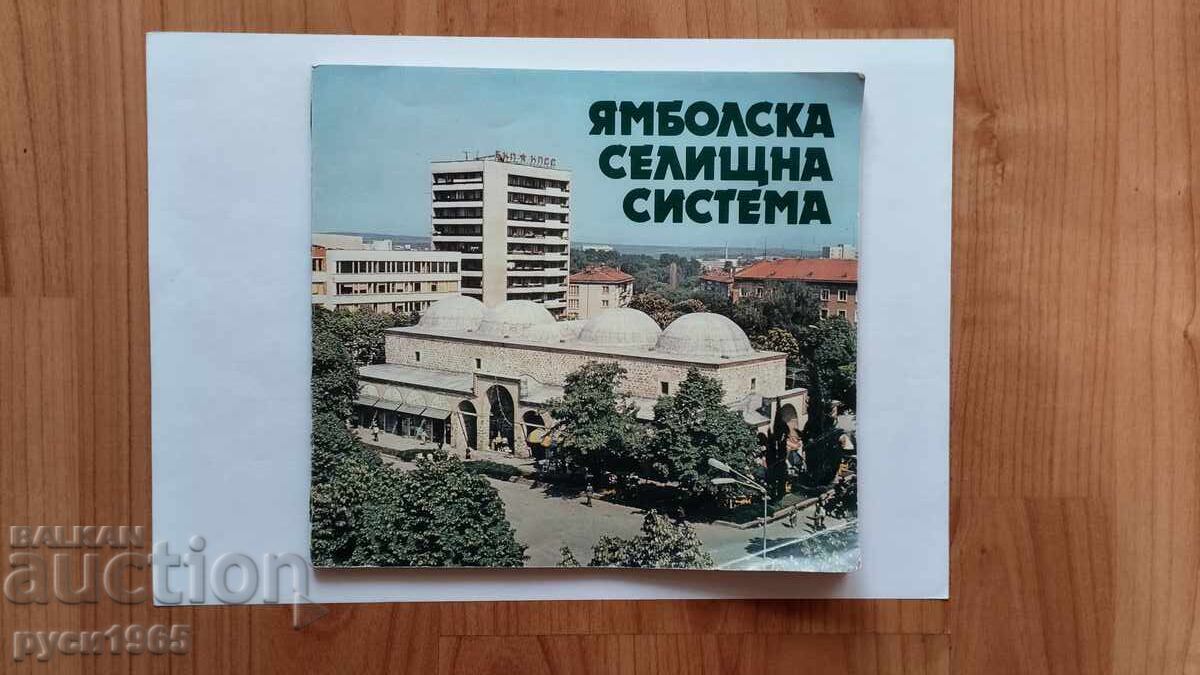 ЯМБОЛСКА
СЕЛИЩНА
СИСТЕМА
BALKAN
auction
руси1965